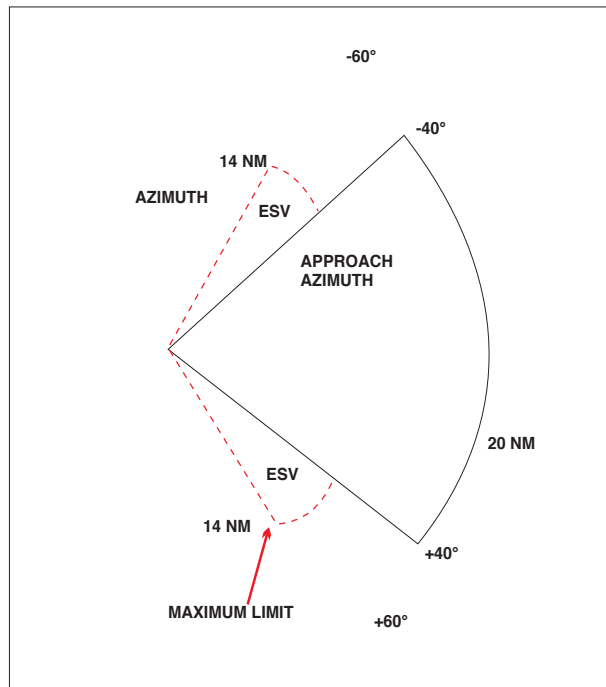 -60°
-40°
14 NM
AZIMUTH
ESV
APPROACH
AZIMUTH
20 NM
ESV
14 NM
+40°
MAXIMUM LIMIT
+60°